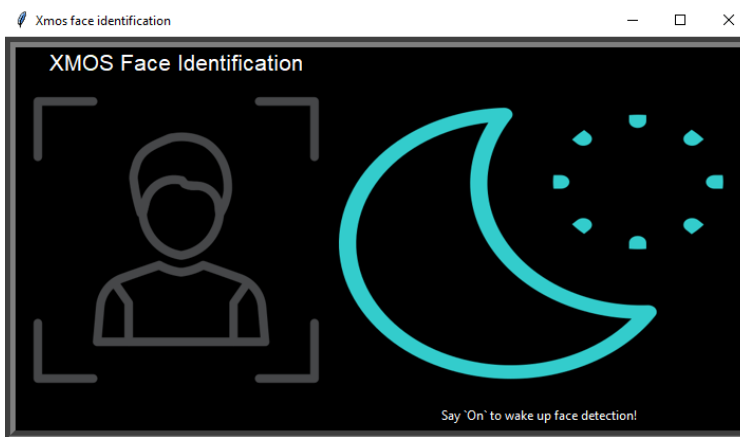 Xmos face identification
XMOS Face Identification
Say `On` to wake up face detection!